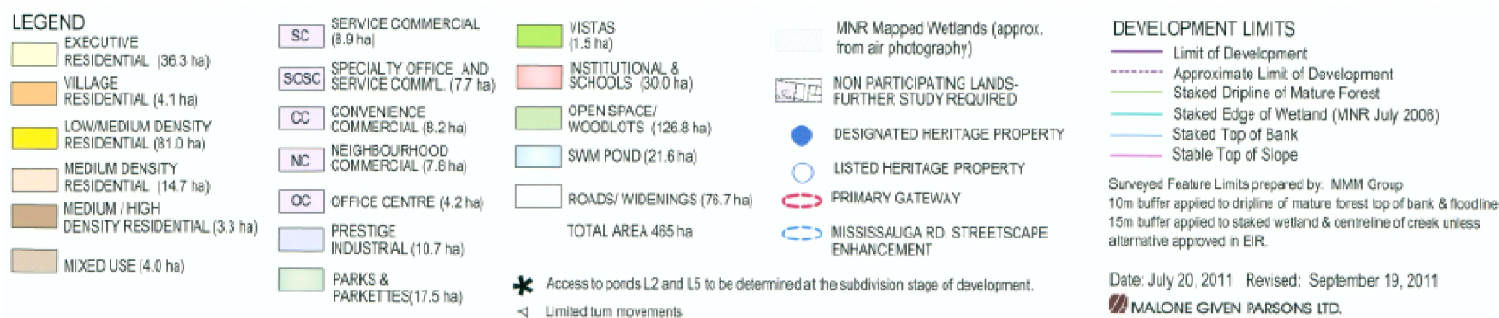 LEGEND
EXECUTIVE
RESIDENTIAL (36.3 ha)
VILLAGE
RESIDENTIAL (4.1 ha)
LOW/MEDIUM DENSITY
RESIDENTIAL (81.0 ha)
MEDIUM DENSITY
RESIDENTIAL (14.7 ha)
MEDIUM / HIGH
DENSITY RESIDENTIAL (3.3 ha)
MIXED USE (4.0 ha)
SC
SERVICE COMMERCIAL
(8.9 ha)
SOSC
SPECIALTY OFFICE AND
SERVICE COMM'L. (7.7 ha)
CC
CONVENIENCE
COMMERCIAL (8.2 ha)
NC
NEIGHBOURHOOD
COMMERCIAL (7.8 ha)
OC
OFFICE CENTRE (4.2 ha)
PRESTIGE
INDUSTRIAL (10.7 ha)
PARKS &
PARKETTES(17.5 ha)
VISTAS
(1.5 ha)
INSTITUTIONAL &
SCHOOLS (30.0 ha)
OPEN SPACE/
WOODLOTS (126.8 ha)
SWM POND (21.6 ha)
ROADS/ WIDENINGS (76.7 ha)
TOTAL AREA 465 ha
Access to ponds L2 and L5 to be determined at the subdivision stage of development.
Limited turn movements
MNR Mapped Wetlands (approx.
from air photography)
NON PARTICIPATING LANDS-
FURTHER STUDY REQUIRED
DESIGNATED HERITAGE PROPERTY
LISTED HERITAGE PROPERTY
PRIMARY GATEWAY
MISSISSAUGA RD. STREETSCAPE
ENHANCEMENT
DEVELOPMENT LIMITS
Limit of Development
Approximate Limit of Development
Staked Dripline of Mature Forest
Staked Edge of Wetland (MNR July 2006)
Staked Top of Bank
Stable Top of Slope
Surveyed Feature Limits prepared by: MMM Group
10m buffer applied to dripline of mature forest top of bank & floodline
15m buffer applied to staked wetland & centreline of creek unless
alternative approved in EIR.
Date: July 20, 2011 Revised: September 19, 2011
MALONE GIVEN PARSONS LTD.